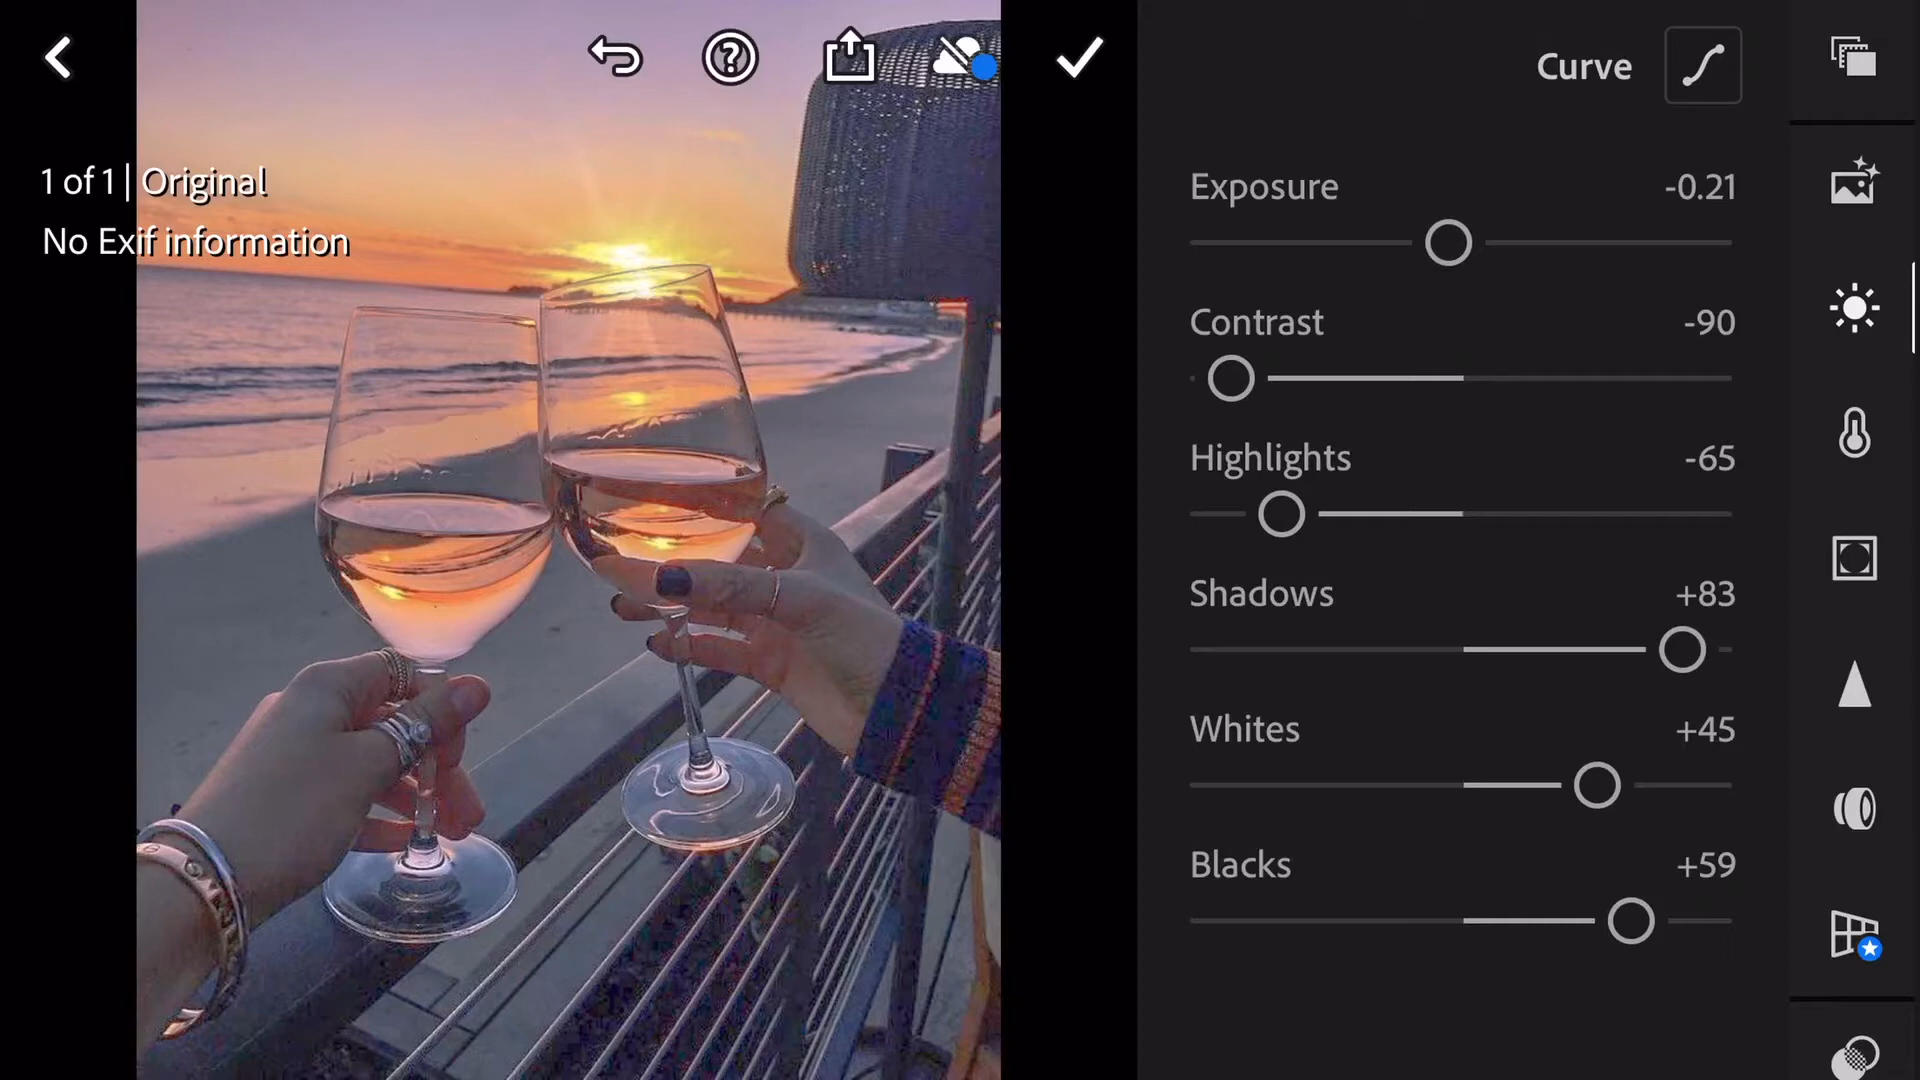 1 of 1 | Original
No Exif information
Curve
Exposure -0.21
Contrast -90
Highlights -65
Shadows +83
Whites +45
Blacks +59